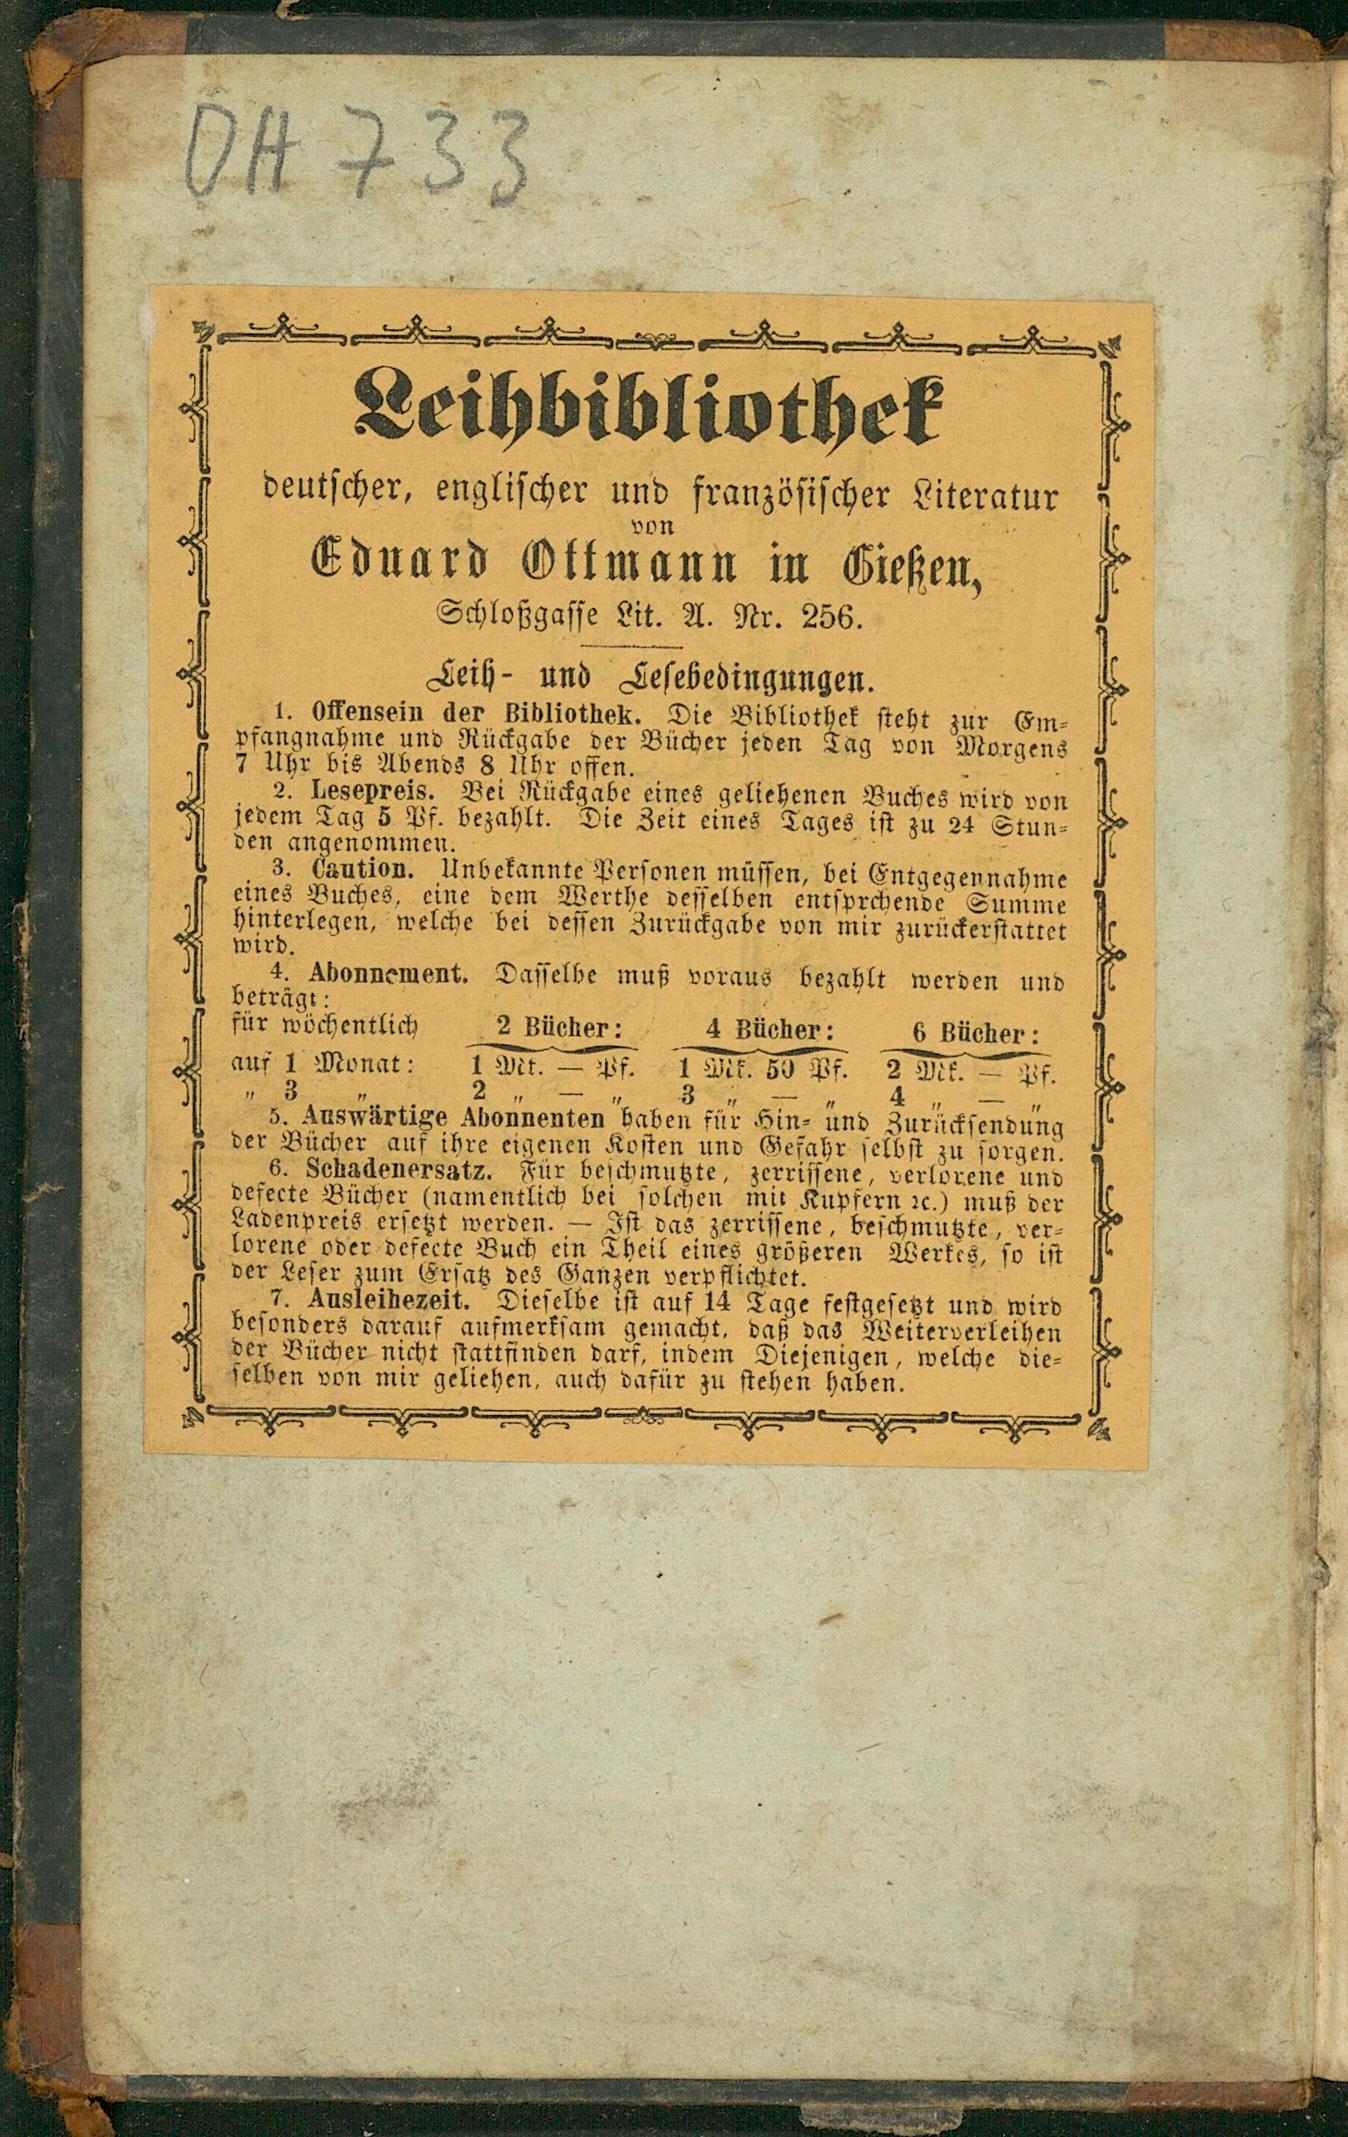 OH 733
Leihbibliothek
deutscher, englischer und französischer Literatur
von
Eduard Ottmann in Gießen,
Schloßgasse Lit. A. Nr. 256.
Leih- und Lesebedingungen.
1. Offensein der Bibliothek. Die Bibliothek steht zur Em-
pfangnahme und Rückgabe der Bücher jeden Tag von Morgens
7 Uhr bis Abends 8 Uhr offen.
2. Lesepreis. Bei Rückgabe eines geliehenen Buches wird von
jedem Tag 5 Pf. bezahlt. Die Zeit eines Tages ist zu 24 Stun-
den angenommen.
3. Caution. Unbekannte Personen müssen, bei Entgegennahme
eines Buches, eine dem Werthe desselben entsprchende Summe
hinterlegen, welche bei dessen Zurückgabe von mir zurückerstattet
wird.
4. Abonnement. Dasselbe muß voraus bezahlt werden und
beträgt:
für wöchentlich 2 Bücher: 4 Bücher: 6 Bücher:
auf 1 Monat: 1 Mk. — Pf. 1 Mk. 50 Pf. 2 Mk. — Pf.
„ 3 „ 2 „ — „ 3 „ — „ 4 „ — „
5. Auswärtige Abonnenten haben für Hin- und Zurücksendung
der Bücher auf ihre eigenen Kosten und Gefahr selbst zu sorgen.
6. Schadenersatz. Für beschmutzte, zerrissene, verlorene und
defecte Bücher (namentlich bei solchen mit Kupfern ꝛc.) muß der
Ladenpreis ersetzt werden. — Ist das zerrissene, beschmutzte, ver-
lorene oder defecte Buch ein Theil eines größeren Werkes, so ist
der Leser zum Ersatz des Ganzen verpflichtet.
7. Ausleihezeit. Dieselbe ist auf 14 Tage festgesetzt und wird
besonders darauf aufmerksam gemacht, daß das Weiterverleihen
der Bücher nicht stattfinden darf, indem Diejenigen, welche die-
selben von mir geliehen, auch dafür zu stehen haben.